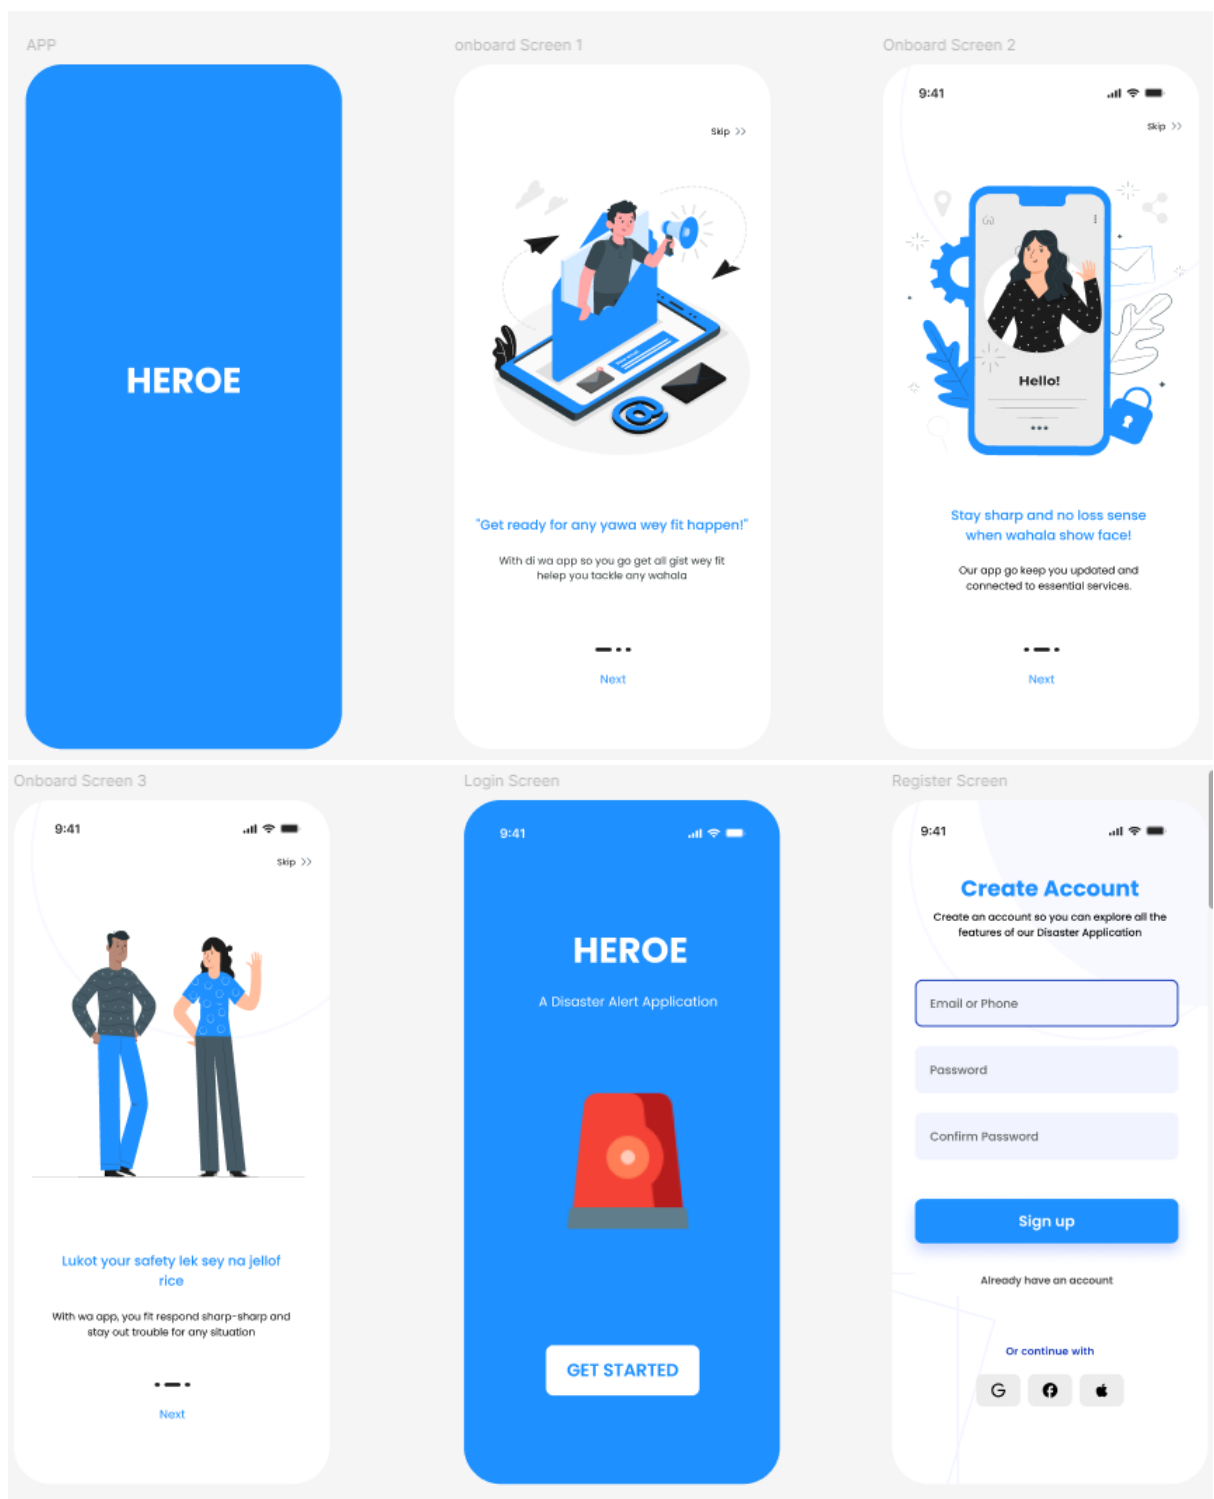 APP
HEROE
onboard Screen 1
Skip >>
"Get ready for any yawa wey fit happen!"
With di wa app so you go get all gist wey fit
helep you tackle any wahala
Next
Onboard Screen 2
9:41
Skip >>
Hello!
Stay sharp and no loss sense
when wahala show face!
Our app go keep you updated and
connected to essential services.
Next
Onboard Screen 3
9:41
Skip >>
Lukot your safety lek sey na jellof
rice
With wa app, you fit respond sharp-sharp and
stay out trouble for any situation
Next
Login Screen
9:41
HEROE
A Disaster Alert Application
GET STARTED
Register Screen
9:41
Create Account
Create an account so you can explore all the
features of our Disaster Application
Email or Phone
Password
Confirm Password
Sign up
Already have an account
Or continue with